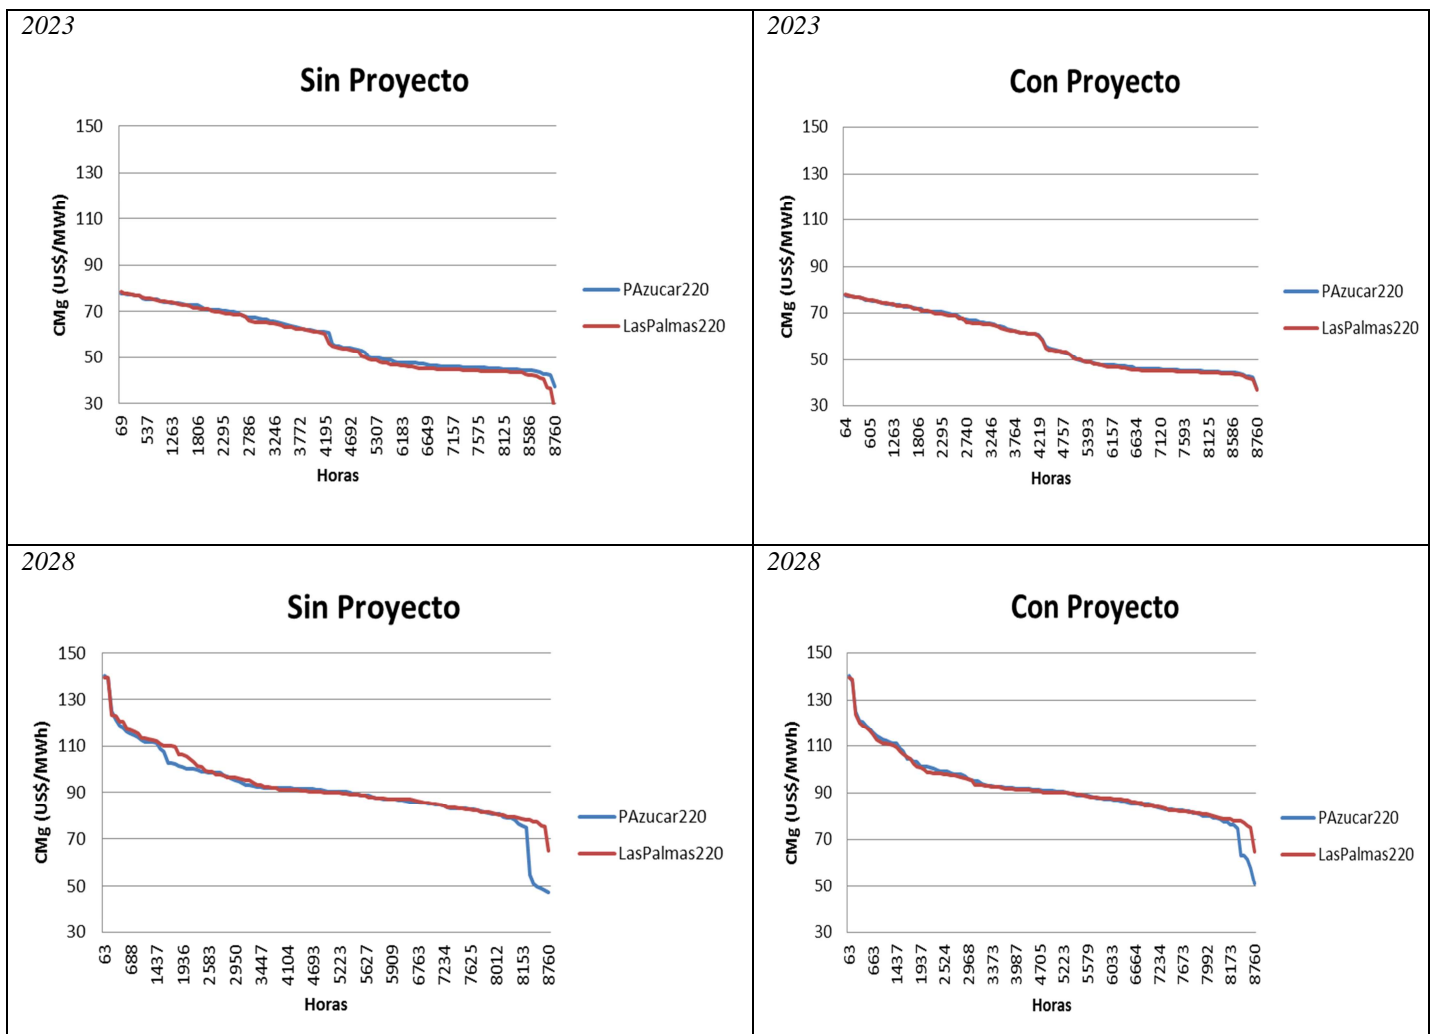 2023
Sin Proyecto
150
130
110
90
70
50
30
CMg (US$/MWh)
69 537 1263 1806 2295 2786 3246 3772 4195 4692 5307 6183 6649 7157 7575 8125 8586 8760
Horas
PAzucar220
LasPalmas220
2023
Con Proyecto
150
130
110
90
70
50
30
CMg (US$/MWh)
64 605 1263 1806 2295 2740 3246 3764 4219 4757 5393 6157 6634 7120 7593 8125 8586 8760
Horas
PAzucar220
LasPalmas220
2028
Sin Proyecto
150
130
110
90
70
50
30
CMg (US$/MWh)
63 688 1437 1936 2583 2950 3447 4104 4693 5223 5627 5909 6763 7234 7625 8012 8153 8760
Horas
PAzucar220
LasPalmas220
2028
Con Proyecto
150
130
110
90
70
50
30
CMg (US$/MWh)
63 663 1437 1937 2524 2968 3373 3987 4705 5223 5579 6033 6664 7234 7673 7992 8173 8760
Horas
PAzucar220
LasPalmas220